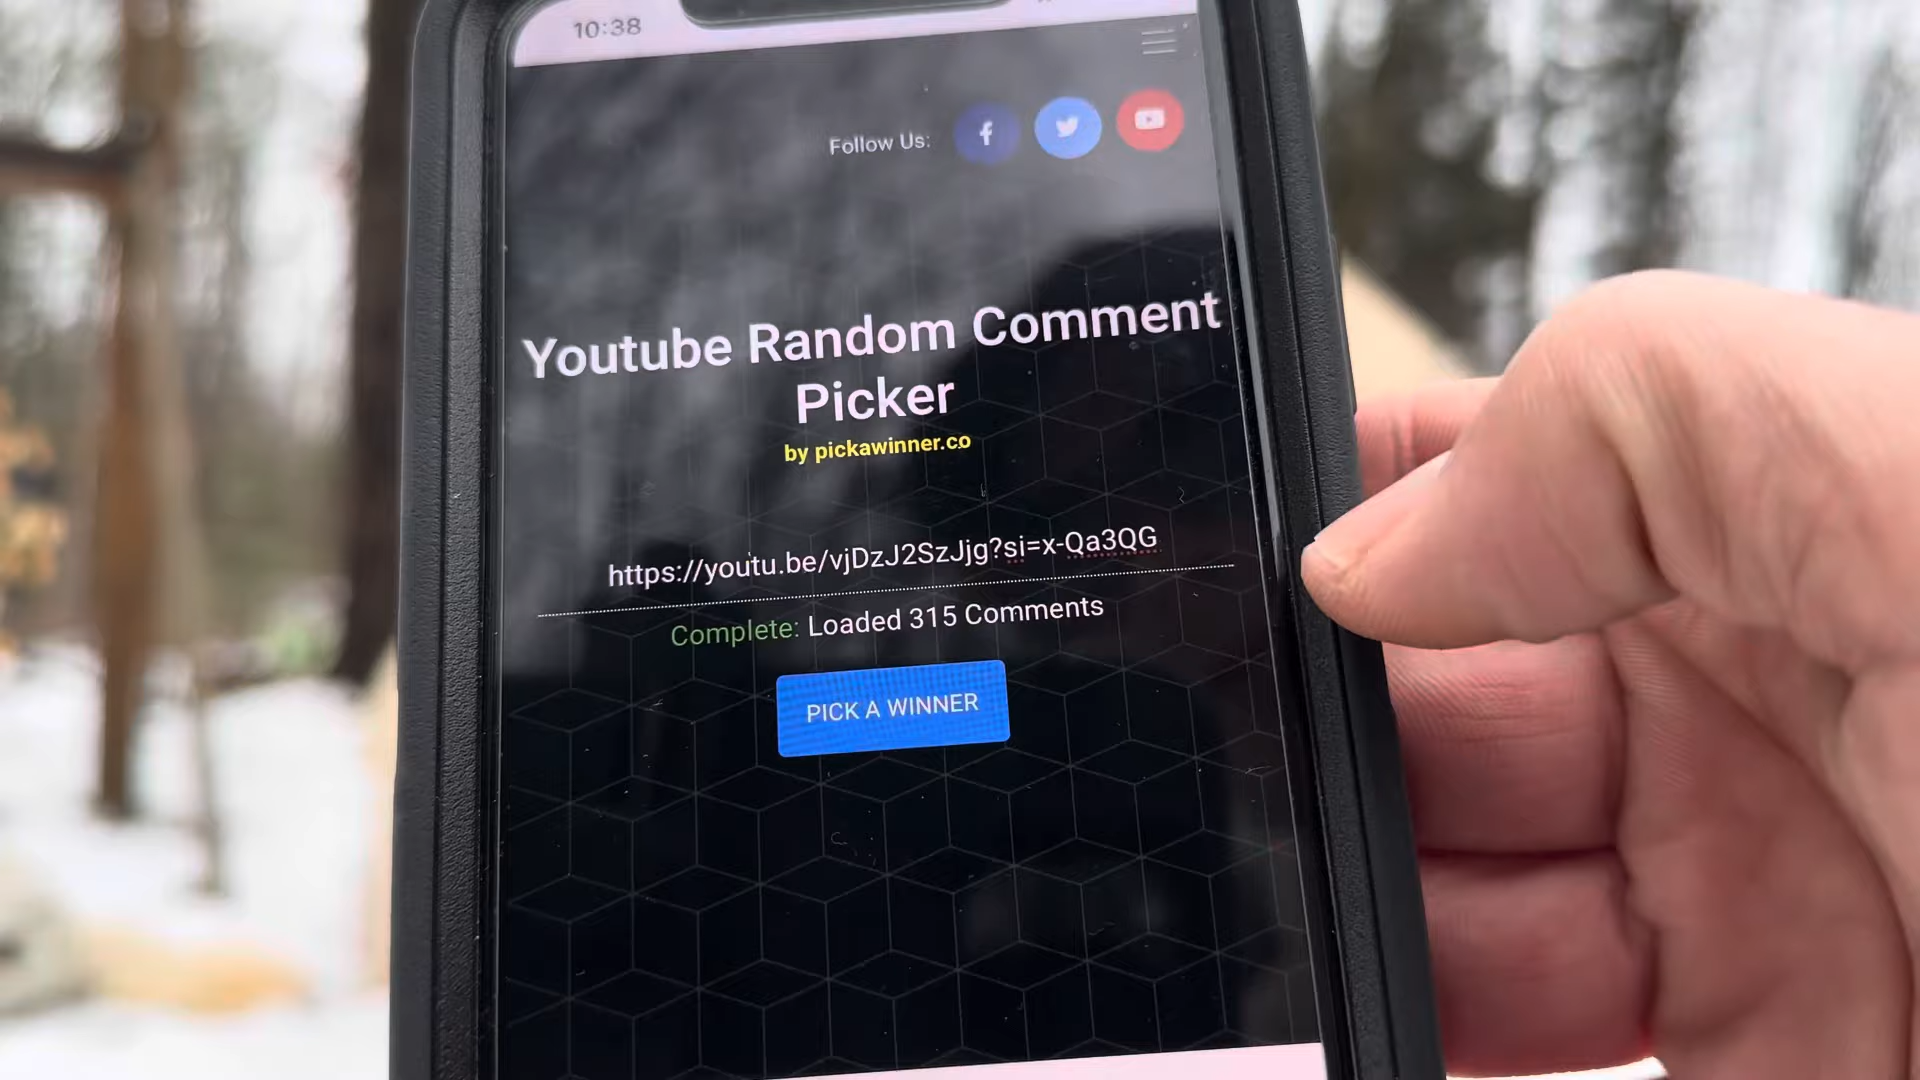 10:38
Follow Us:
Youtube Random Comment
Picker
by pickawinner.co
https://youtu.be/vjDzJ2SzJjg?si=x-Qa3QG
Complete: Loaded 315 Comments
PICK A WINNER